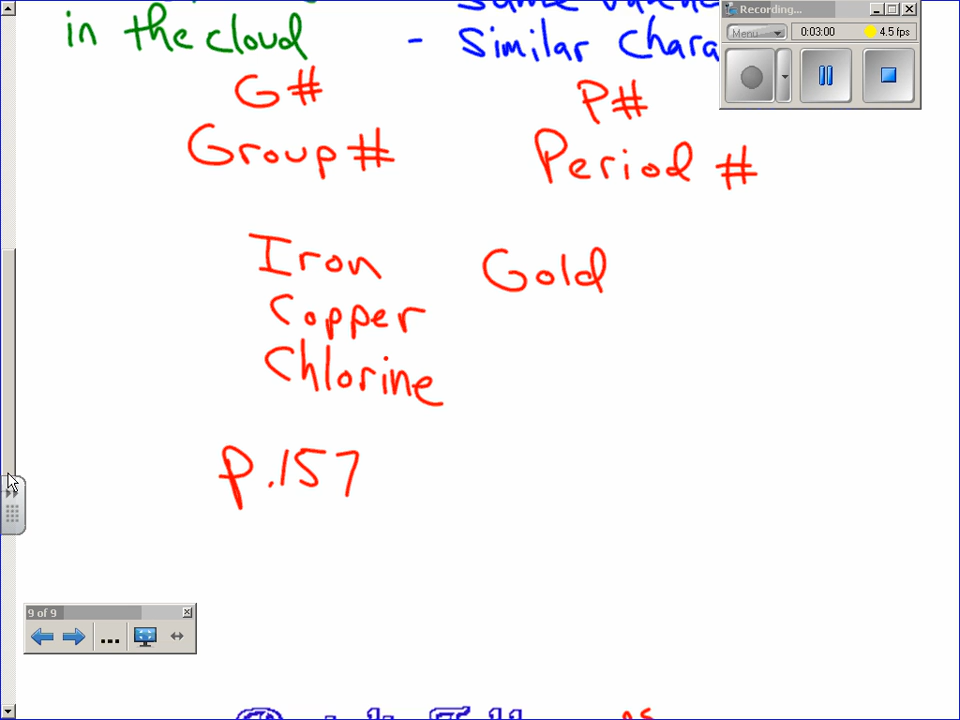 in the cloud
- Similar Chara
G#
P#
Group #
Period #
Iron
Gold
Copper
Chlorine
p.157
Recording...
Menu
0:03:00
4.5 fps
9 of 9
...